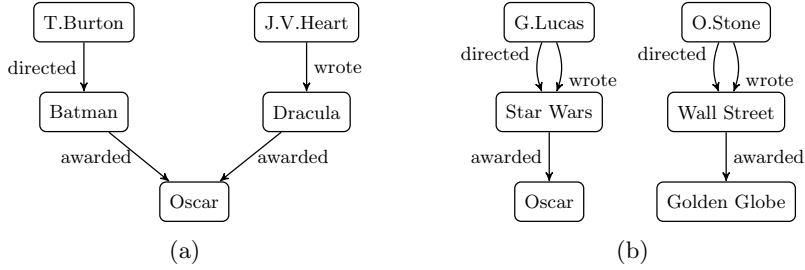 T.Burton
J.V.Heart
G.Lucas
O.Stone
directed
wrote
directed
wrote
directed
wrote
Batman
Dracula
Star Wars
Wall Street
awarded
awarded
awarded
awarded
Oscar
Oscar
Golden Globe
(a)
(b)